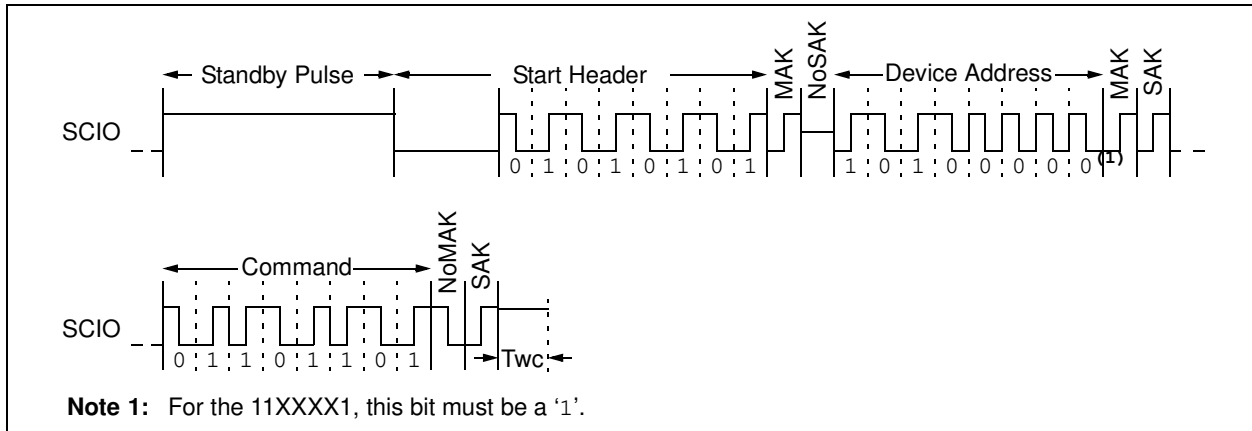 Standby Pulse Start Header MAK NoSAK Device Address MAK SAK
SCIO
0 1 0 1 0 1 0 1 1 0 1 0 0 0 0 0(1)
Command NoMAK SAK
SCIO
0 1 1 0 1 1 0 1 Twc
Note 1: For the 11XXXX1, this bit must be a ‘1’.